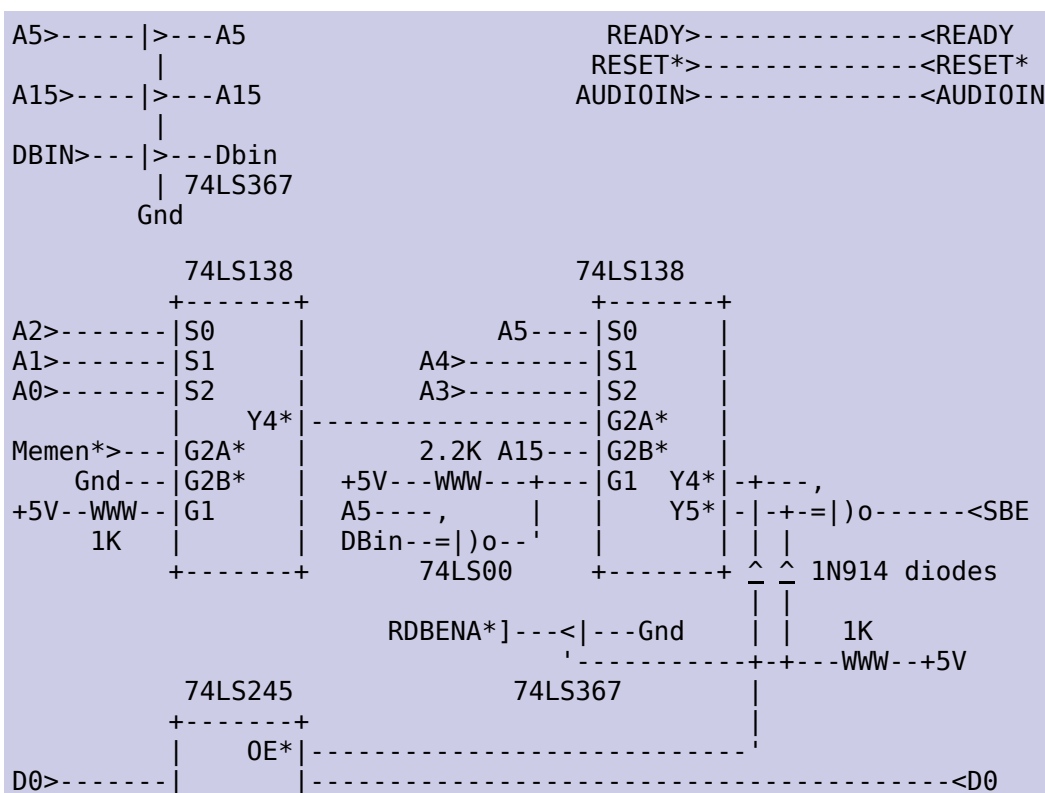 A5>-----|>---A5                       READY>--------------<READY
         |                           RESET*>--------------<RESET*
A15>----|>---A15                    AUDIOIN>--------------<AUDIOIN
         |
DBIN>---|>---Dbin
         | 74LS367
        Gnd

           74LS138                  74LS138
          +-------+                  +-------+
A2>-------|S0     |            A5----|S0     |
A1>-------|S1     |       A4>--------|S1     |
A0>-------|S2     |       A3>--------|S2     |
          |    Y4*|------------------|G2A*   |
Memen*>---|G2A*   |       2.2K A15---|G2B*   |
    Gnd---|G2B*   |  +5V---WWW---+---|G1  Y4*|-+---,
+5V--WWW--|G1     |  A5----,     |   |    Y5*|-|-+-=|)o------<SBE
     1K   |       |  DBin--=|)o--'   |       | | |
          +-------+       74LS00     +-------+ ^ ^ 1N914 diodes
                                               | |
                        RDBENA*]---<|---Gnd    | |   1K
                                    '-----------+-+---WWW--+5V
           74LS245              74LS367        |
          +-------+                            |
          |    OE*|----------------------------'
D0>-------|       |-----------------------------------------<D0